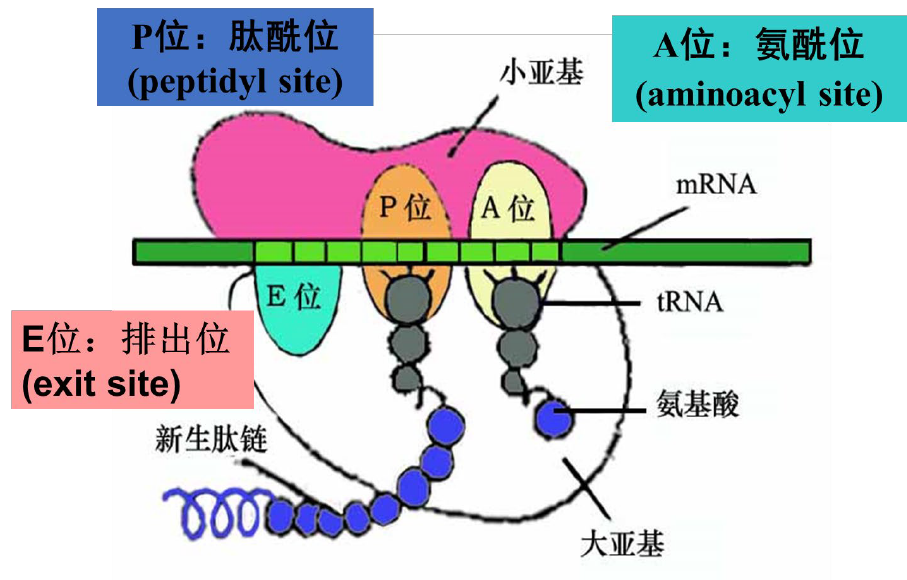 P位：肽酰位
(peptidyl site)
A位：氨酰位
(aminoacyl site)
小亚基
mRNA
P位
A位
E位
tRNA
E位：排出位
(exit site)
氨基酸
新生肽链
大亚基